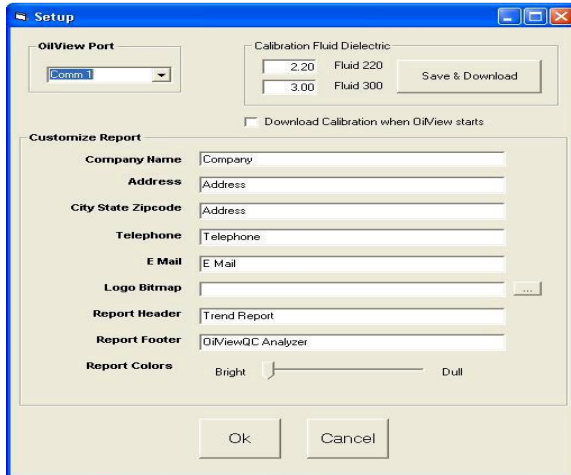 Setup
OilView Port
Comm 1
Calibration Fluid Dielectric
2.20 Fluid 220
3.00 Fluid 300
Save & Download
Download Calibration when OilView starts
Customize Report
Company Name Company
Address Address
City State Zipcode Address
Telephone Telephone
E Mail E Mail
Logo Bitmap ...
Report Header Trend Report
Report Footer OilViewQC Analyzer
Report Colors Bright Dull
Ok Cancel